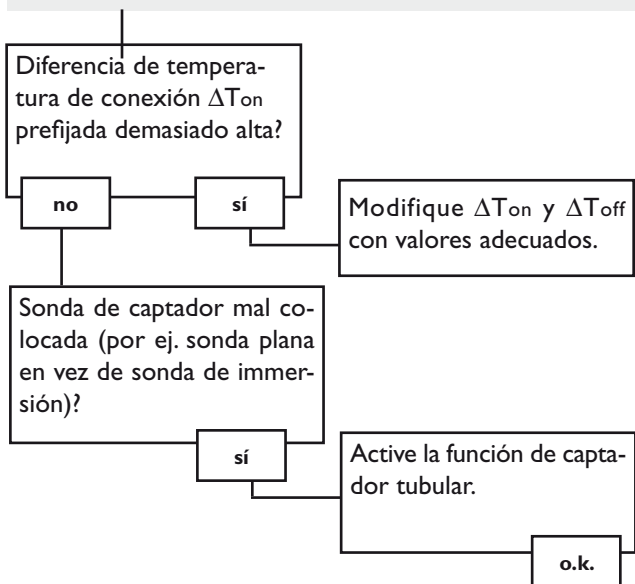 Diferencia de tempera-
tura de conexión ΔTon
prefijada demasiado alta?
no
sí
Modifique ΔTon y ΔToff
con valores adecuados.
Sonda de captador mal co-
locada (por ej. sonda plana
en vez de sonda de immer-
sión)?
sí
Active la función de capta-
dor tubular.
o.k.